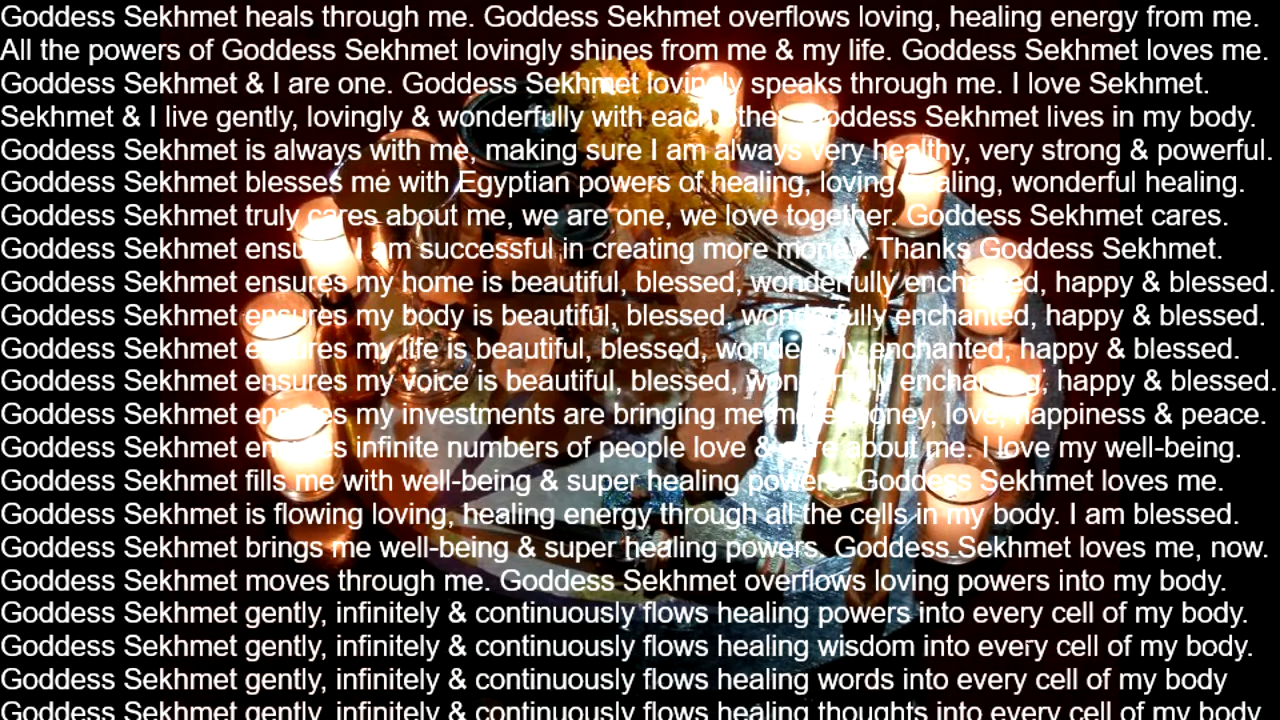 Goddess Sekhmet heals through me. Goddess Sekhmet overflows loving, healing energy from me.
All the powers of Goddess Sekhmet lovingly shines from me & my life. Goddess Sekhmet loves me.
Goddess Sekhmet & I are one. Goddess Sekhmet lovingly speaks through me. I love Sekhmet.
Sekhmet & I live gently, lovingly & wonderfully with each other. Goddess Sekhmet lives in my body.
Goddess Sekhmet is always with me, making sure I am always very healthy, very strong & powerful.
Goddess Sekhmet blesses me with Egyptian powers of healing, loving healing, wonderful healing.
Goddess Sekhmet truly cares about me, we are one, we love together. Goddess Sekhmet cares.
Goddess Sekhmet ensures I am successful in creating more money. Thanks Goddess Sekhmet.
Goddess Sekhmet ensures my home is beautiful, blessed, wonderfully enchanted, happy & blessed.
Goddess Sekhmet ensures my body is beautiful, blessed, wonderfully enchanted, happy & blessed.
Goddess Sekhmet ensures my life is beautiful, blessed, wonderfully enchanted, happy & blessed.
Goddess Sekhmet ensures my voice is beautiful, blessed, wonderfully enchanting, happy & blessed.
Goddess Sekhmet ensures my investments are bringing me more money, love, happiness & peace.
Goddess Sekhmet ensures infinite numbers of people love & care about me. I love my well-being.
Goddess Sekhmet fills me with well-being & super healing powers. Goddess Sekhmet loves me.
Goddess Sekhmet is flowing loving, healing energy through all the cells in my body. I am blessed.
Goddess Sekhmet brings me well-being & super healing powers. Goddess Sekhmet loves me, now.
Goddess Sekhmet moves through me. Goddess Sekhmet overflows loving powers into my body.
Goddess Sekhmet gently, infinitely & continuously flows healing powers into every cell of my body.
Goddess Sekhmet gently, infinitely & continuously flows healing wisdom into every cell of my body.
Goddess Sekhmet gently, infinitely & continuously flows healing words into every cell of my body
Goddess Sekhmet gently, infinitely & continuously flows healing thoughts into every cell of my body